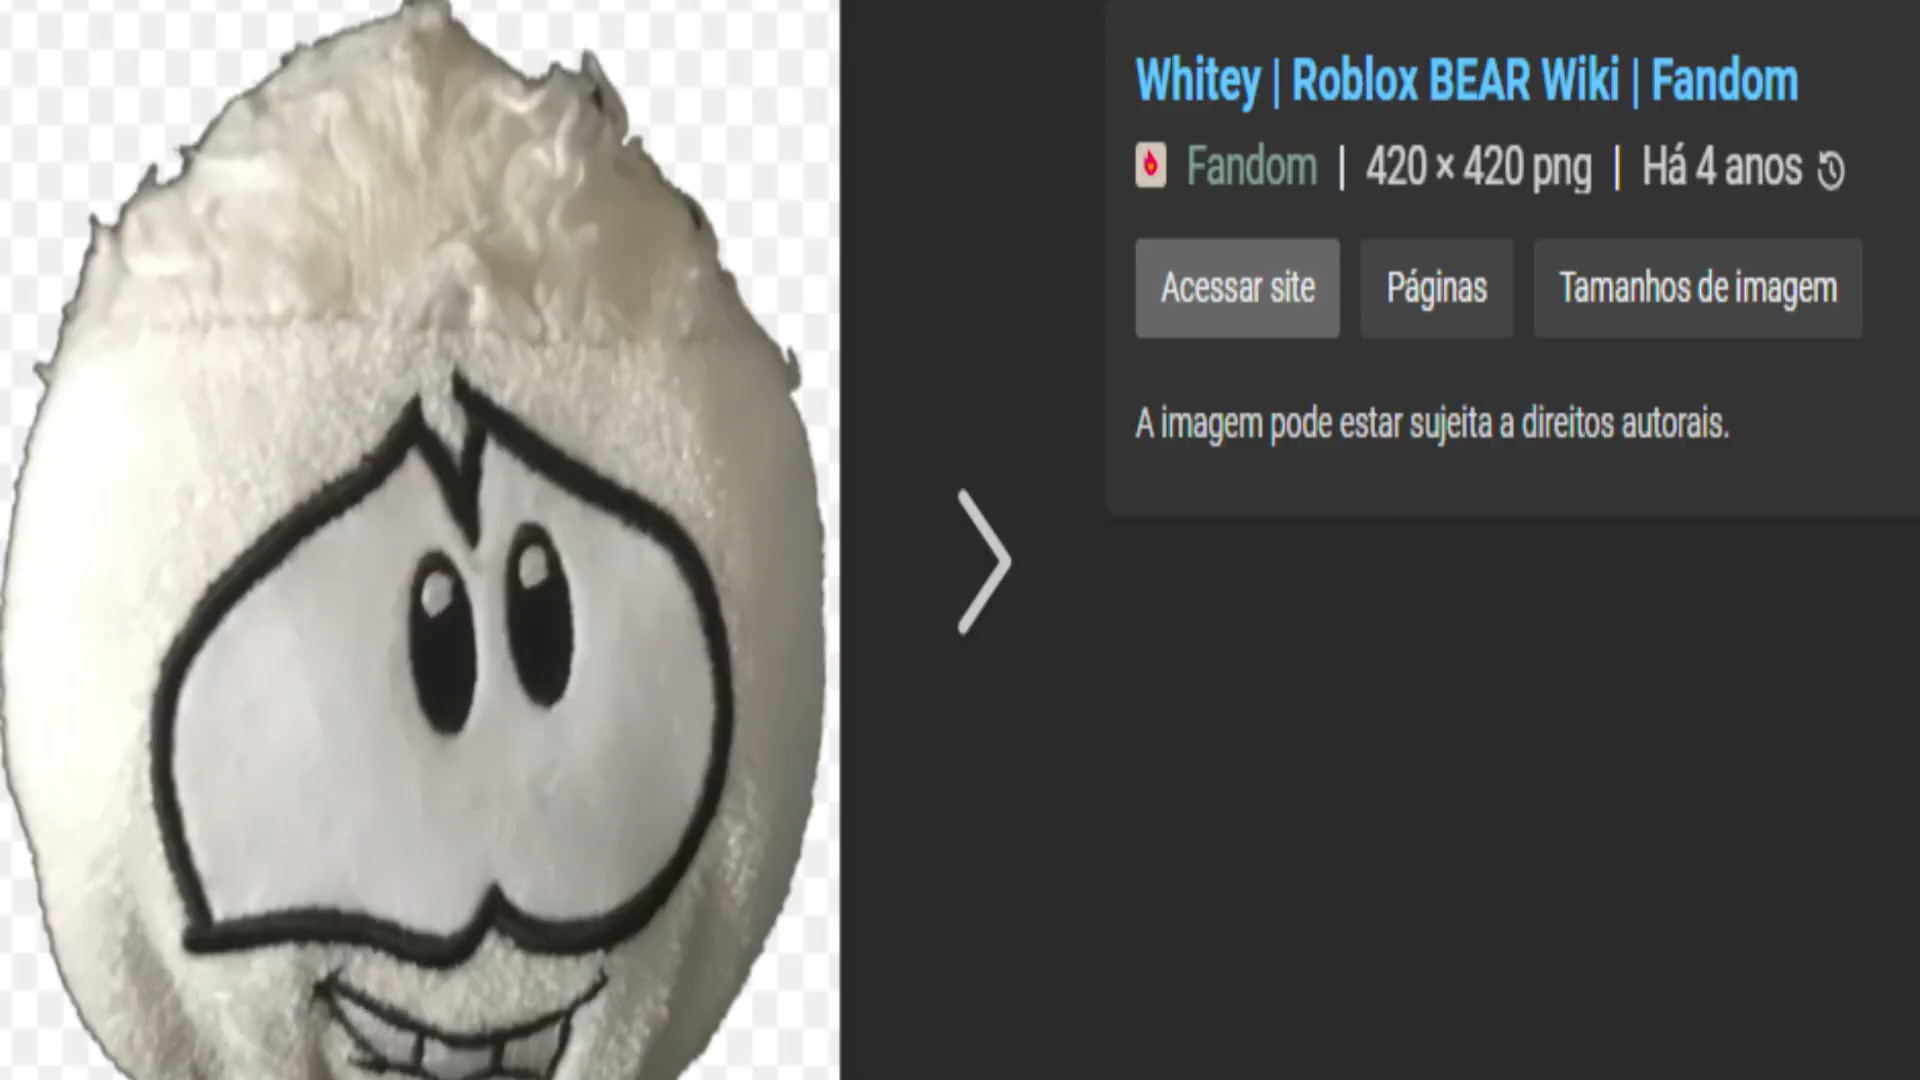 Whitey | Roblox BEAR Wiki | Fandom
Fandom | 420 × 420 png | Há 4 anos
Acessar site
Páginas
Tamanhos de imagem
A imagem pode estar sujeita a direitos autorais.